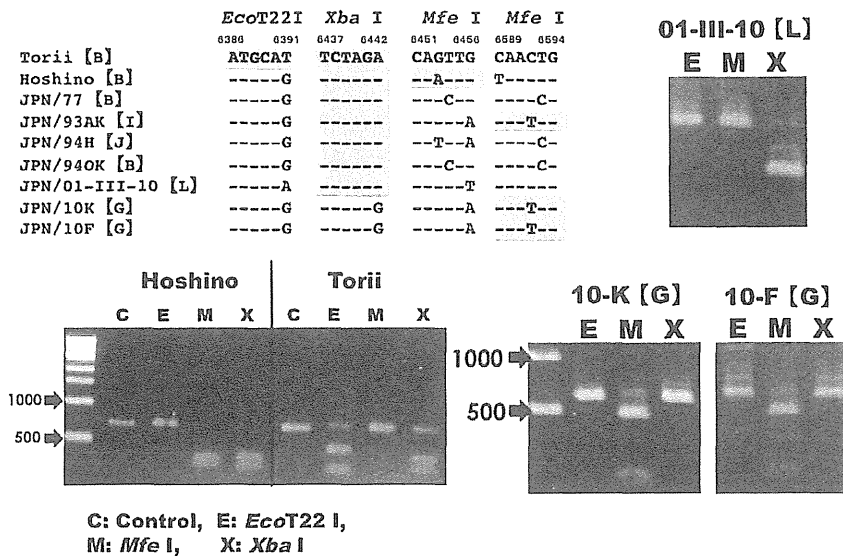 EcoT22I Xba I Mfe I Mfe I
6386 6391 6437 6442 6451 6456 6589 6594
Torii [B] ATGCAT TCTAGA CAGTTG CAACTG
Hoshino [B] -----G ------ --A--- T-----
JPN/77 [B] -----G ------ ---C-- ----C-
JPN/93AK [I] -----G ------ -----A ---T--
JPN/94H [J] -----G ------ --T--A ----C-
JPN/94OK [B] -----G ------ ---C-- ----C-
JPN/01-III-10 [L] -----A ------ -----T ------
JPN/10K [G] -----G -----G -----A ---T--
JPN/10F [G] -----G -----G -----A ---T--
01-III-10 [L]
E M X
Hoshino Torii
C E M X C E M X
1000
500
10-K [G] 10-F [G]
E M X E M X
1000
500
C: Control, E: EcoT22 I,
M: Mfe I, X: Xba I